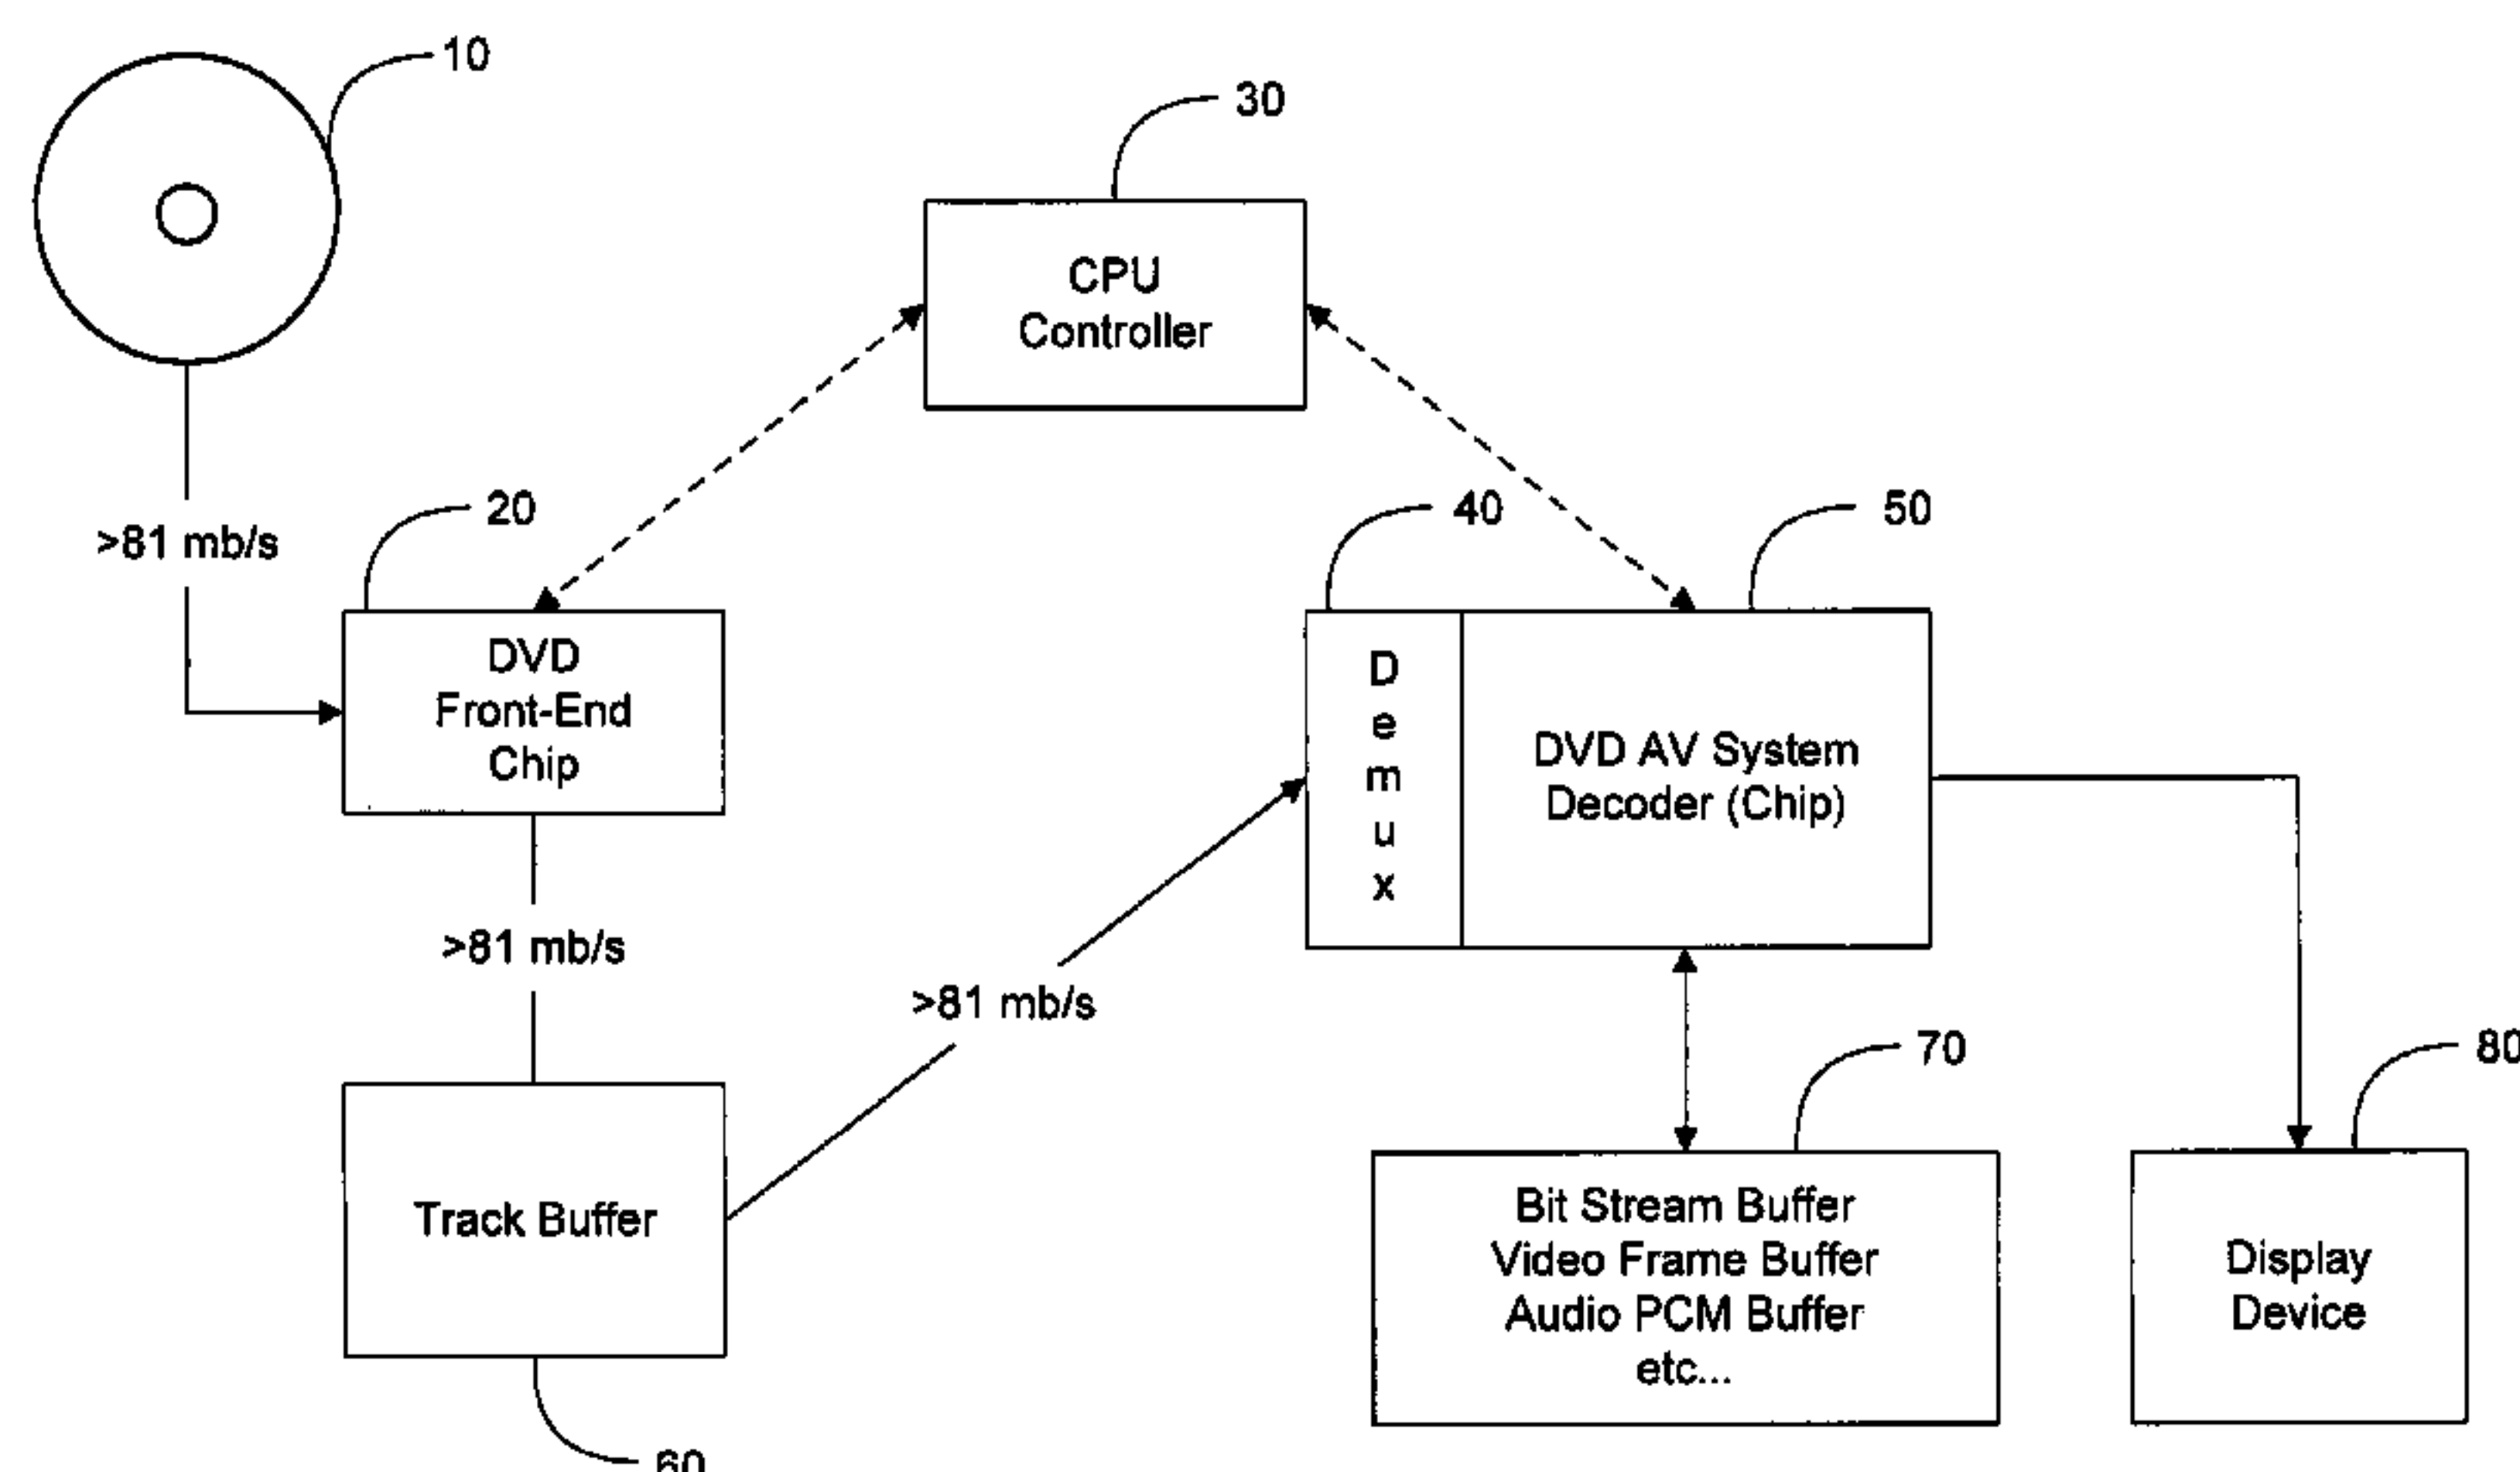 10
30
CPU
Controller
>81 mb/s
20
DVD
Front-End
Chip
40
50
D
e
m
u
x
DVD AV System
Decoder (Chip)
>81 mb/s
>81 mb/s
Track Buffer
60
70
Bit Stream Buffer
Video Frame Buffer
Audio PCM Buffer
etc...
80
Display
Device